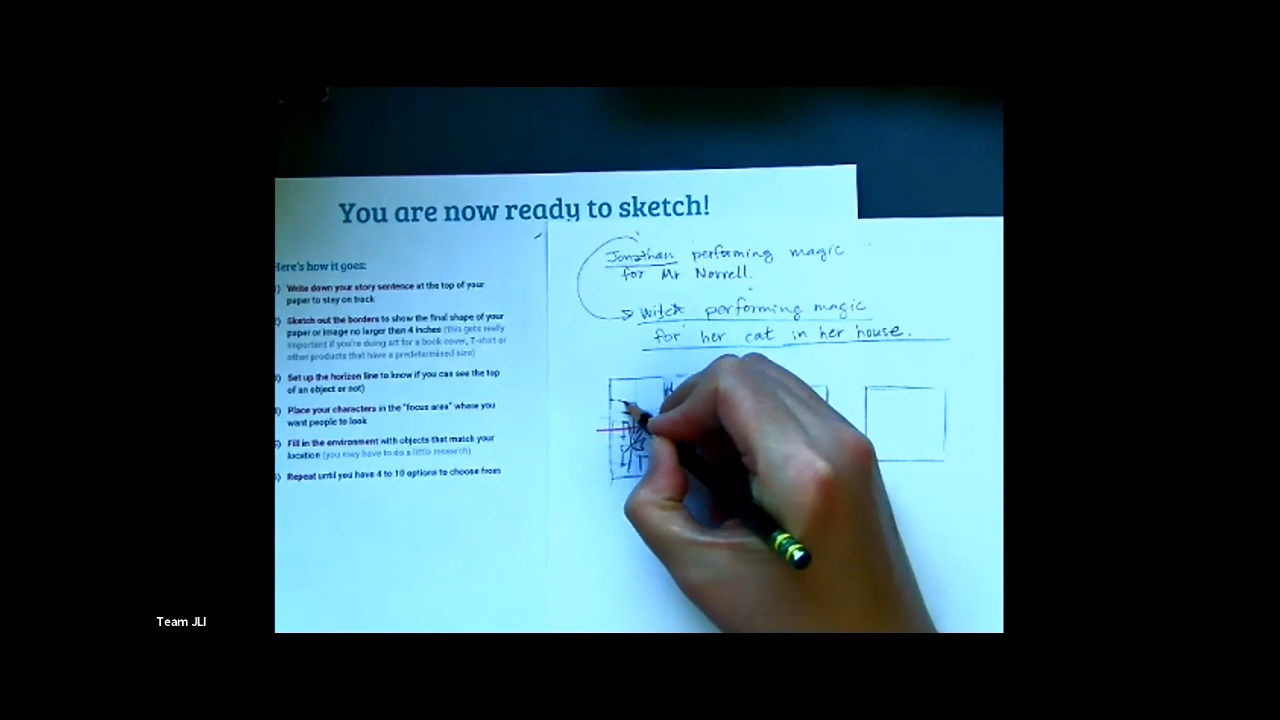 You are now ready to sketch!
Here's how it goes:
Write down your story sentence at the top of your
paper to stay on track
Sketch out the borders to show the final shape of your
paper or image no larger then 4 inches (this gets really
important if you're doing art for a book cover, T-shirt or
other products that have a predetermined size)
Set up the horizon line to know if you can see the top
of an object or not)
Place your characters in the "focus area" where you
want people to look
Fill in the environment with objects that match your
location (you may have to do a little research)
Repeat until you have 4 to 10 options to choose from
Jonathan performing magic
for Mr Norrell.
witch performing magic
for her cat in her house.
Team JLI